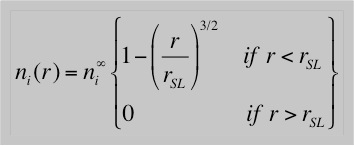 n_i(r) = n_i^∞ { 1 − (r / r_SL)^{3/2} if r < r_SL
0 if r > r_SL }